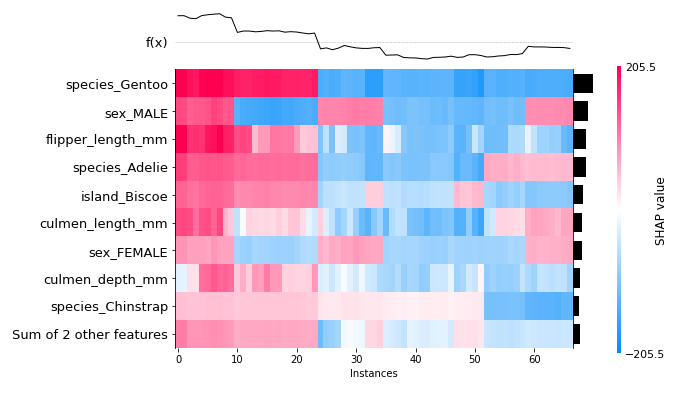 f(x)
205.5
species_Gentoo
sex_MALE
flipper_length_mm
species_Adelie
island_Biscoe
culmen_length_mm
sex_FEMALE
culmen_depth_mm
species_Chinstrap
Sum of 2 other features
SHAP value
−205.5
0 10 20 30 40 50 60
Instances